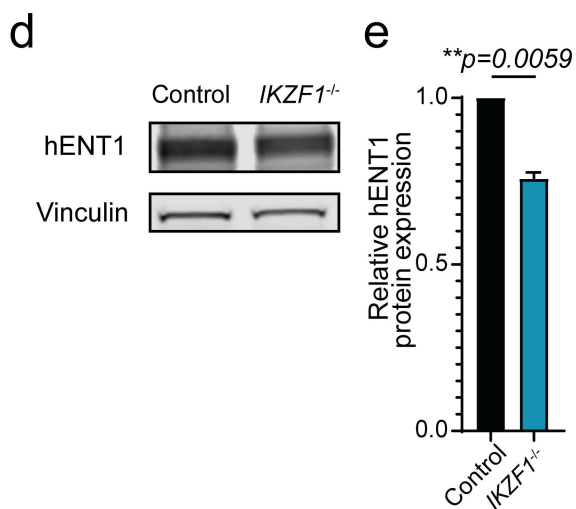 d
Control IKZF1-/-
hENT1
Vinculin
e
**p=0.0059
Relative hENT1
protein expression
1.0
0.5
0.0
Control
IKZF1-/-